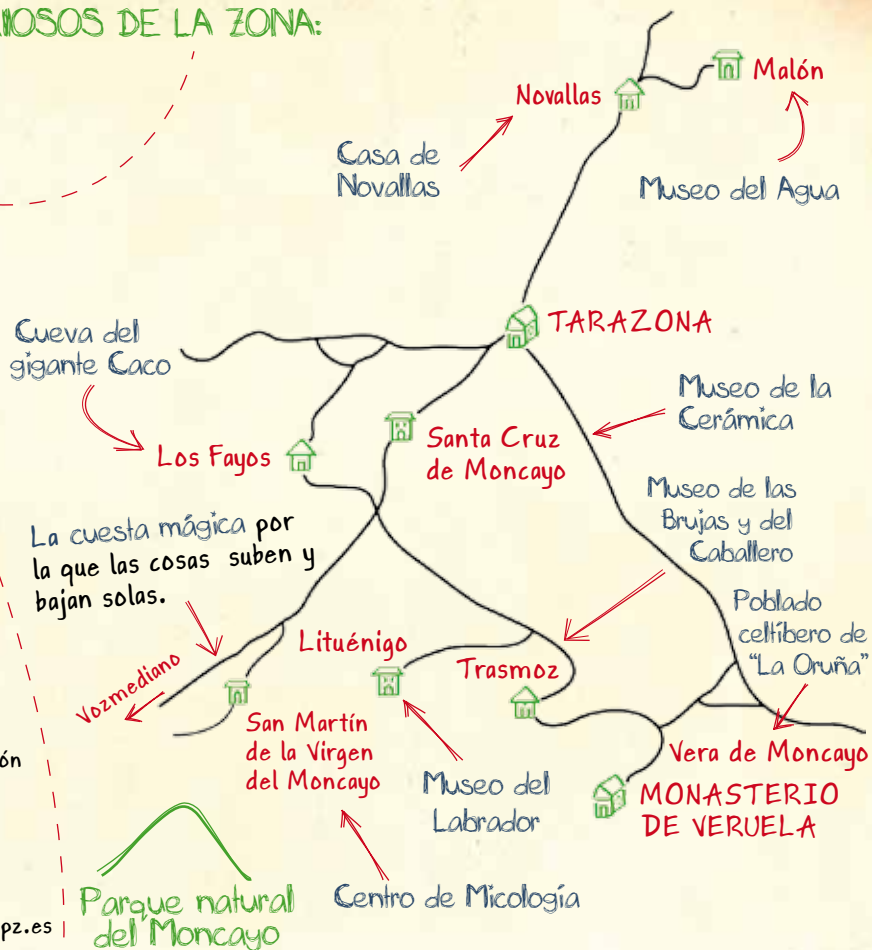 MOSOS DE LA ZONA:
Novallas
Malón
Casa de
Novallas
Museo del Agua
TARAZONA
Cueva del
gigante Caco
Museo de la
Cerámica
Los Fayos
Santa Cruz
de Moncayo
Museo de las
Brujas y del
Caballero
La cuesta mágica por
la que las cosas suben y
bajan solas.
Poblado
celtíbero de
"La Oruña"
Lituénigo
Trasmoz
Vozmediano
San Martín
de la Virgen
del Moncayo
Vera de Moncayo
ón
Museo del
Labrador
MONASTERIO
DE VERUELA
Centro de Micología
Parque natural
del Moncayo
pz.es